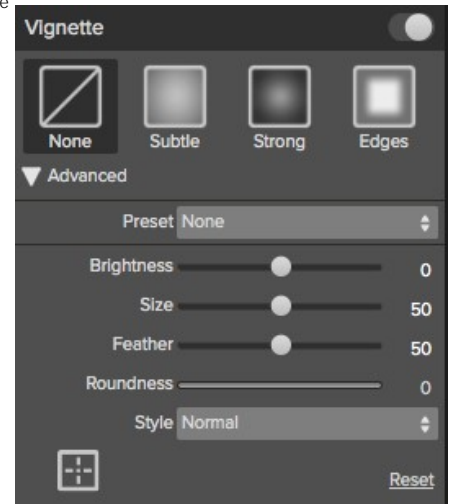 e
Vignette
None Subtle Strong Edges
Advanced
Preset None
Brightness 0
Size 50
Feather 50
Roundness 0
Style Normal
Reset